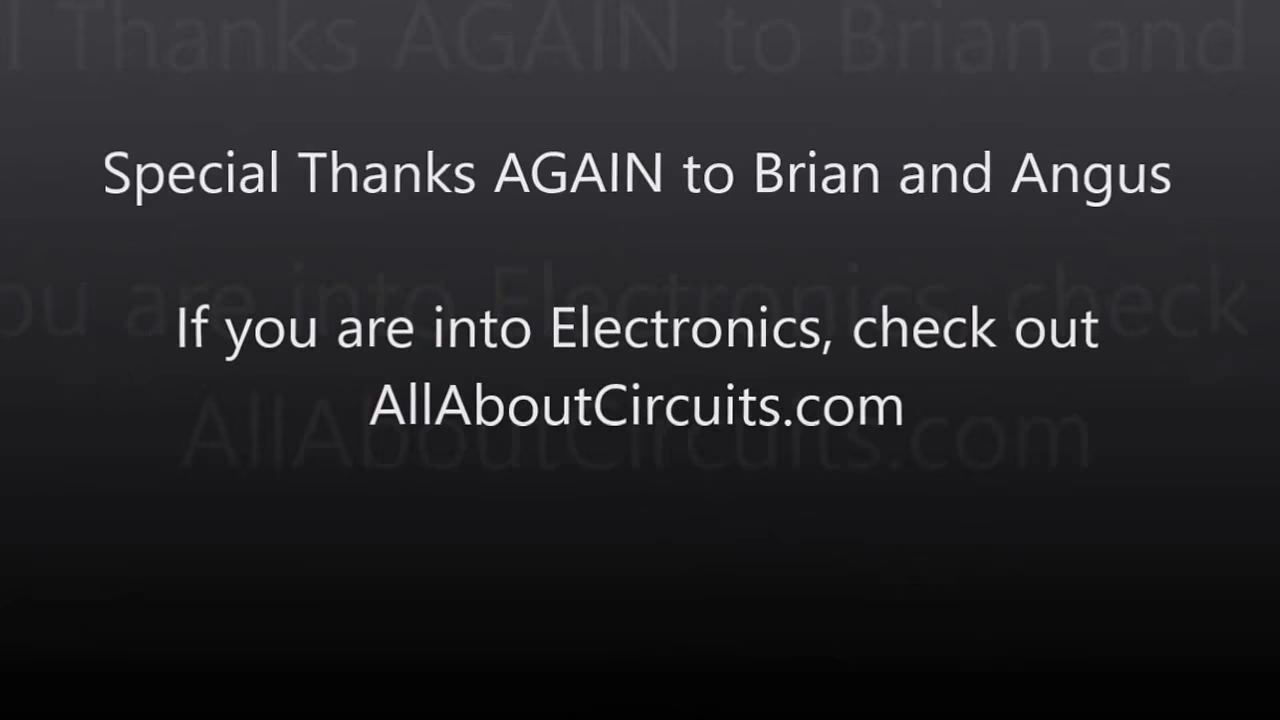 Special Thanks AGAIN to Brian and Angus
If you are into Electronics, check out
AllAboutCircuits.com